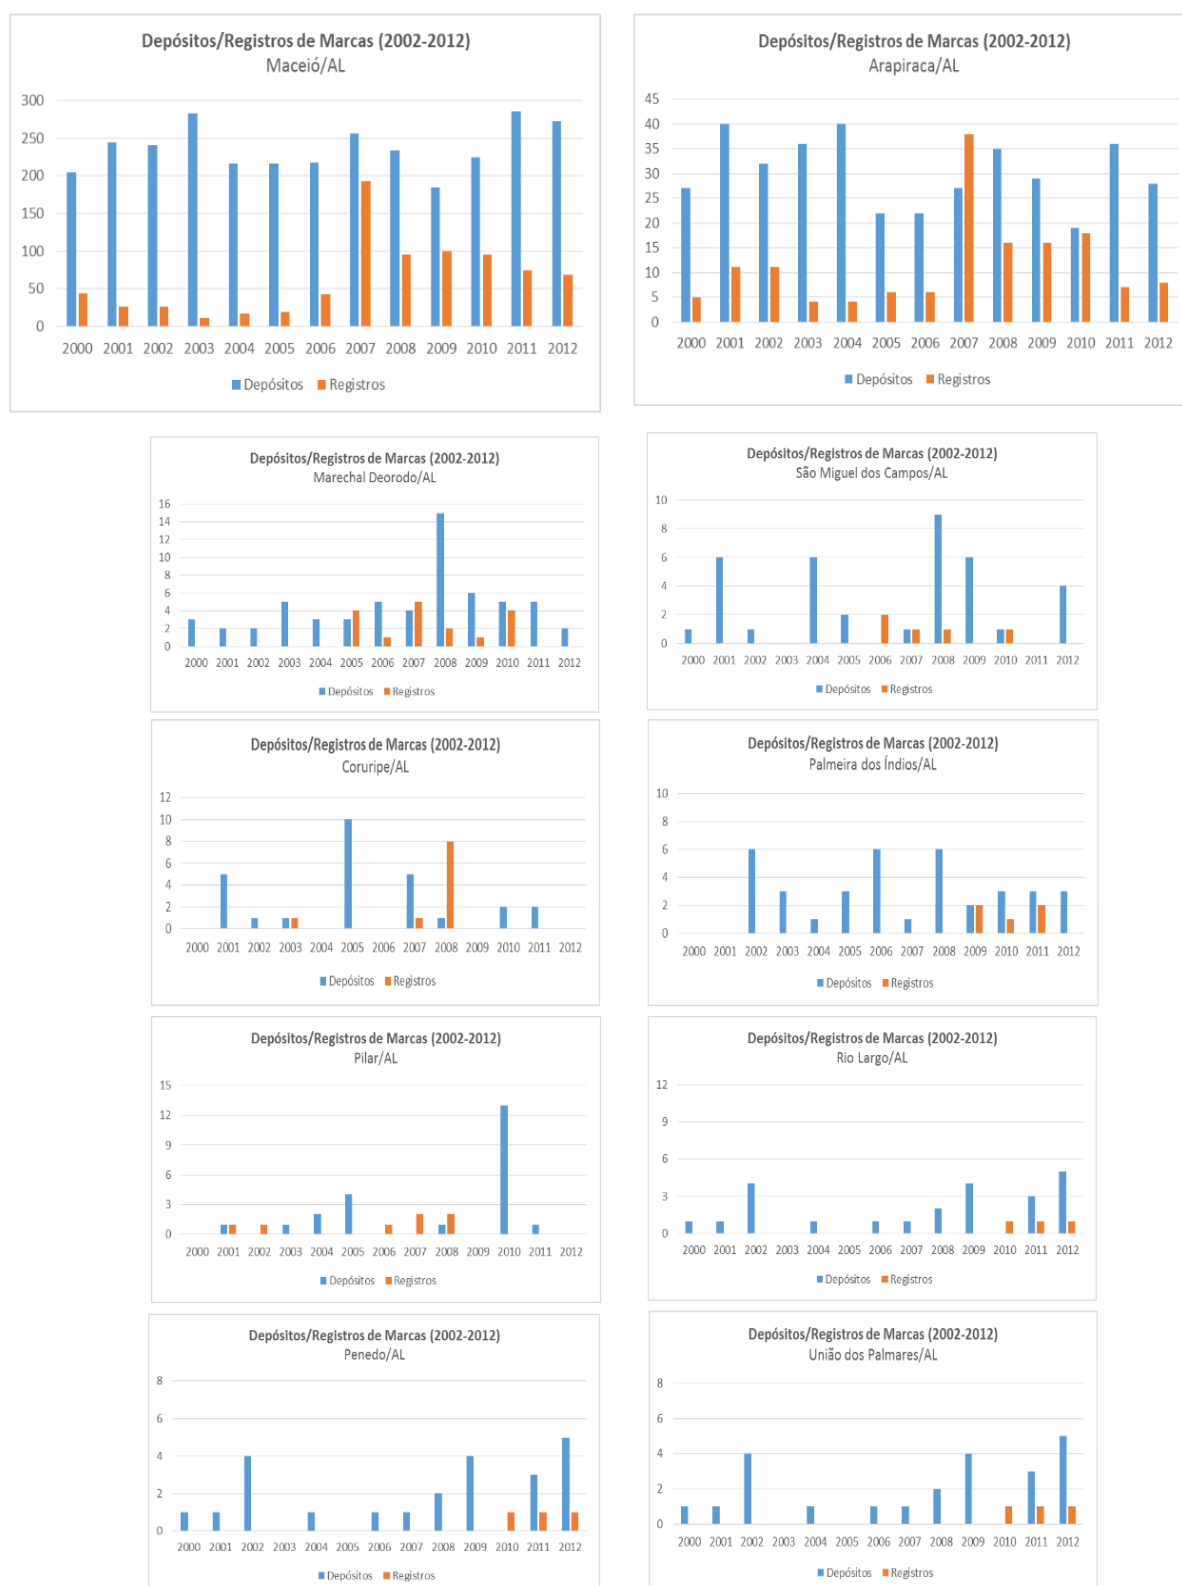 Depósitos/Registros de Marcas (2002-2012)
Maceió/AL
300
250
200
150
100
50
0
2000 2001 2002 2003 2004 2005 2006 2007 2008 2009 2010 2011 2012
Depósitos Registros
Depósitos/Registros de Marcas (2002-2012)
Arapiraca/AL
45
40
35
30
25
20
15
10
5
0
2000 2001 2002 2003 2004 2005 2006 2007 2008 2009 2010 2011 2012
Depósitos Registros
Depósitos/Registros de Marcas (2002-2012)
Marechal Deorodo/AL
16
14
12
10
8
6
4
2
0
2000 2001 2002 2003 2004 2005 2006 2007 2008 2009 2010 2011 2012
Depósitos Registros
Depósitos/Registros de Marcas (2002-2012)
São Miguel dos Campos/AL
10
8
6
4
2
0
2000 2001 2002 2003 2004 2005 2006 2007 2008 2009 2010 2011 2012
Depósitos Registros
Depósitos/Registros de Marcas (2002-2012)
Coruripe/AL
12
10
8
6
4
2
0
2000 2001 2002 2003 2004 2005 2006 2007 2008 2009 2010 2011 2012
Depósitos Registros
Depósitos/Registros de Marcas (2002-2012)
Palmeira dos Índios/AL
10
8
6
4
2
0
2000 2001 2002 2003 2004 2005 2006 2007 2008 2009 2010 2011 2012
Depósitos Registros
Depósitos/Registros de Marcas (2002-2012)
Pilar/AL
15
12
9
6
3
0
2000 2001 2002 2003 2004 2005 2006 2007 2008 2009 2010 2011 2012
Depósitos Registros
Depósitos/Registros de Marcas (2002-2012)
Rio Largo/AL
12
9
6
3
0
2000 2001 2002 2003 2004 2005 2006 2007 2008 2009 2010 2011 2012
Depósitos Registros
Depósitos/Registros de Marcas (2002-2012)
Penedo/AL
8
6
4
2
0
2000 2001 2002 2003 2004 2005 2006 2007 2008 2009 2010 2011 2012
Depósitos Registros
Depósitos/Registros de Marcas (2002-2012)
União dos Palmares/AL
8
6
4
2
0
2000 2001 2002 2003 2004 2005 2006 2007 2008 2009 2010 2011 2012
Depósitos Registros